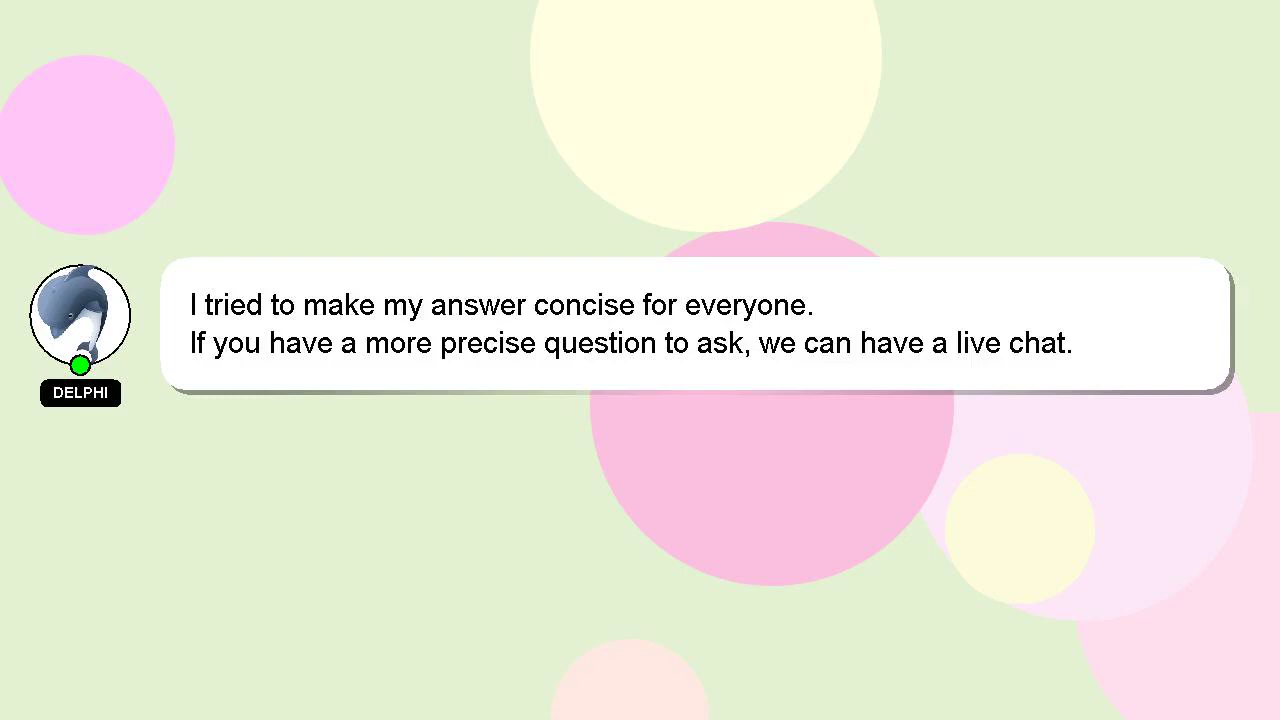 I tried to make my answer concise for everyone.
If you have a more precise question to ask, we can have a live chat.
DELPHI